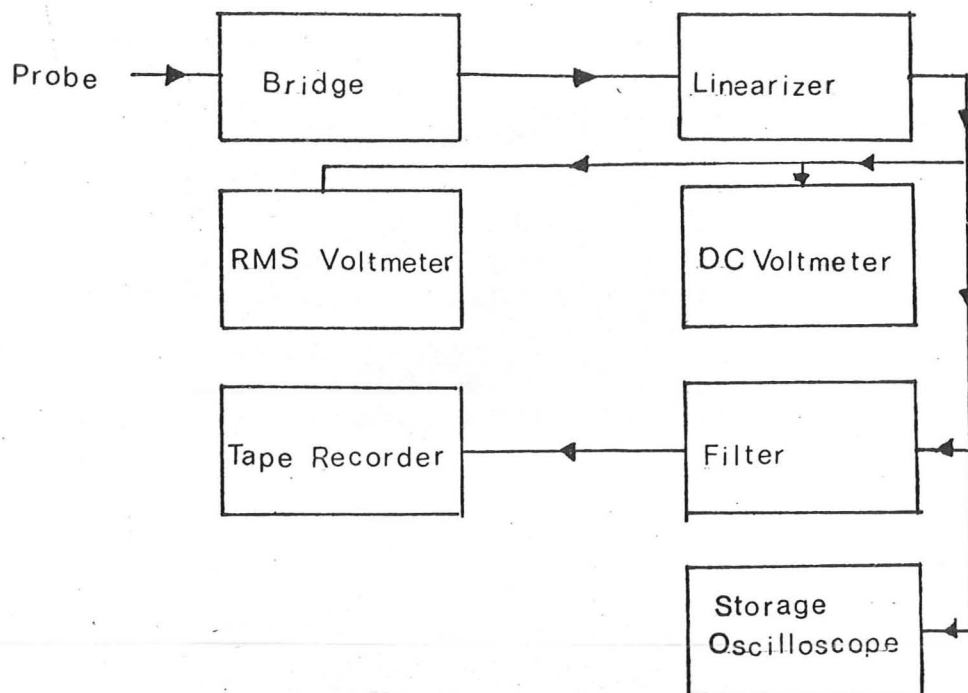 Probe
Bridge
Linearizer
RMS Voltmeter
DC Voltmeter
Tape Recorder
Filter
Storage
Oscilloscope